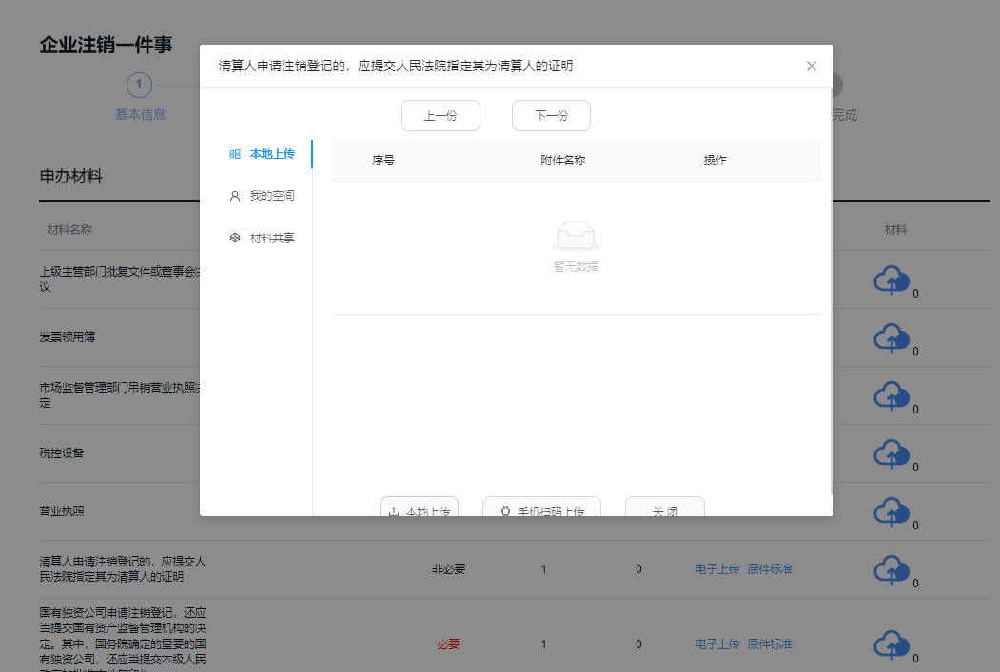 企业注销一件事
1
基本信息
完成
清算人申请注销登记的，应提交人民法院指定其为清算人的证明
上一份
下一份
本地上传
我的空间
材料共享
序号
附件名称
操作
暂无数据
本地上传
手机扫码上传
关 闭
申办材料
材料名称
材料
上级主管部门批复文件或董事会决
议
0
发票领用簿
0
市场监督管理部门吊销营业执照决
定
0
税控设备
0
营业执照
0
清算人申请注销登记的，应提交人
民法院指定其为清算人的证明
非必要
1
0
电子上传
原件标准
0
国有独资公司申请注销登记，还应
当提交国有资产监督管理机构的决
定。其中，国务院确定的重要的国
有独资公司，还应当提交本级人民
必要
1
0
电子上传
原件标准
0